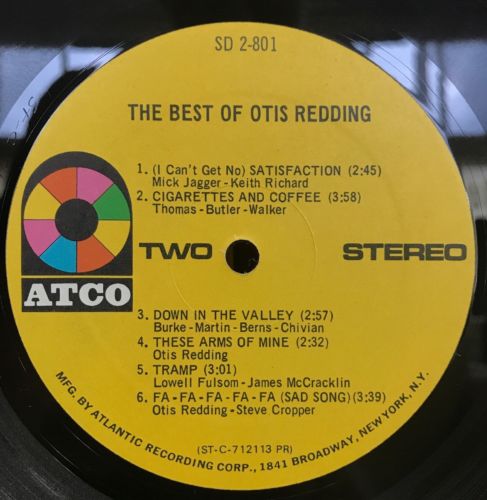 SD 2-801
THE BEST OF OTIS REDDING
1. (I Can't Get No) SATISFACTION (2:45)
Mick Jagger - Keith Richard
2. CIGARETTES AND COFFEE (3:58)
Thomas - Butler - Walker
ATCO
TWO
STEREO
3. DOWN IN THE VALLEY (2:57)
Burke - Martin - Berns - Chivian
4. THESE ARMS OF MINE (2:32)
Otis Redding
5. TRAMP (3:01)
Lowell Fulsom - James McCracklin
6. FA - FA - FA - FA - FA (SAD SONG) (3:39)
Otis Redding - Steve Cropper
(ST-C-712113 PR)
MFG. BY ATLANTIC RECORDING CORP., 1841 BROADWAY, NEW YORK, N.Y.